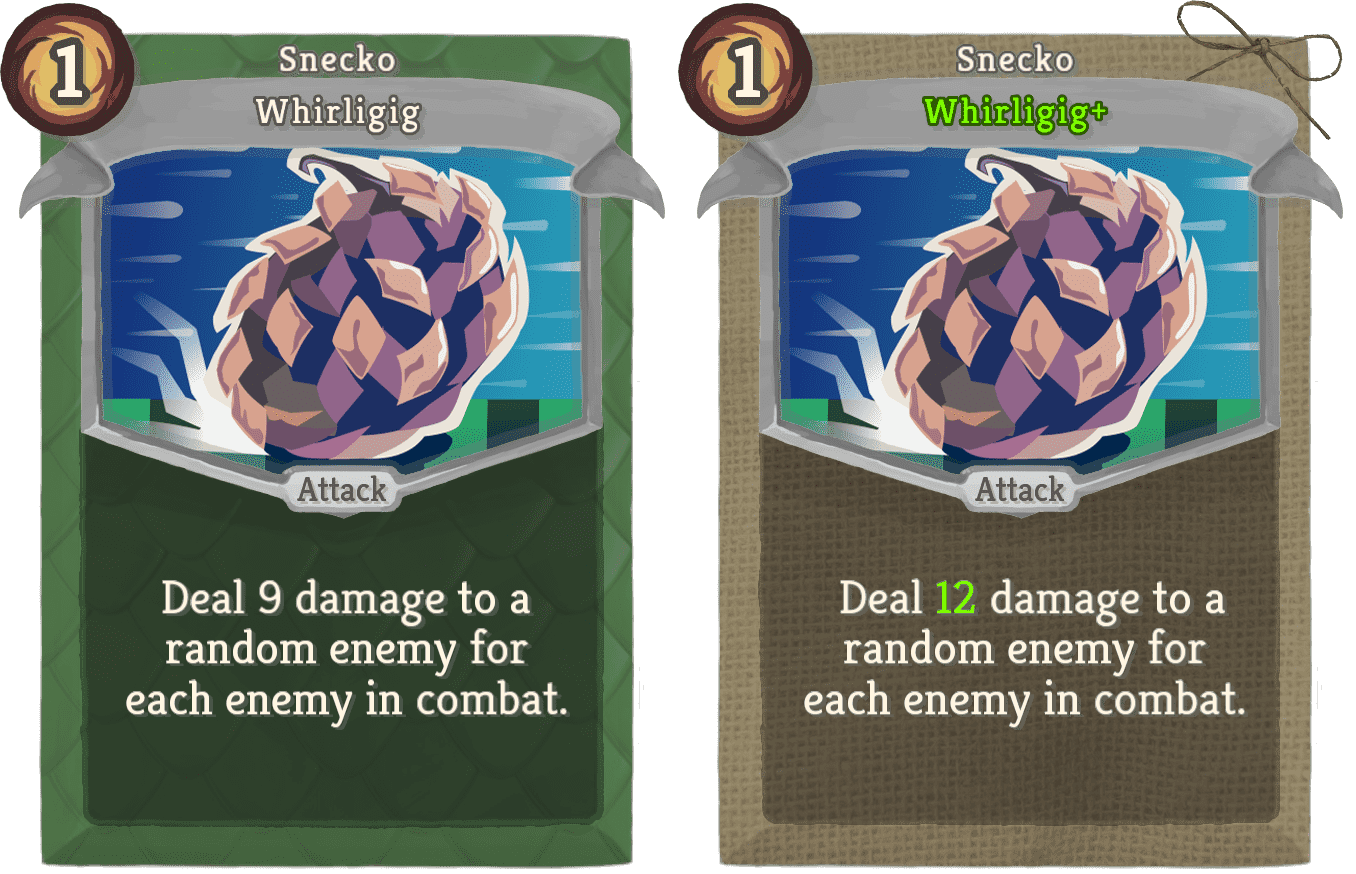 1
Snecko
Whirligig
Attack
Deal 9 damage to a
random enemy for
each enemy in combat.
1
Snecko
Whirligig+
Attack
Deal 12 damage to a
random enemy for
each enemy in combat.